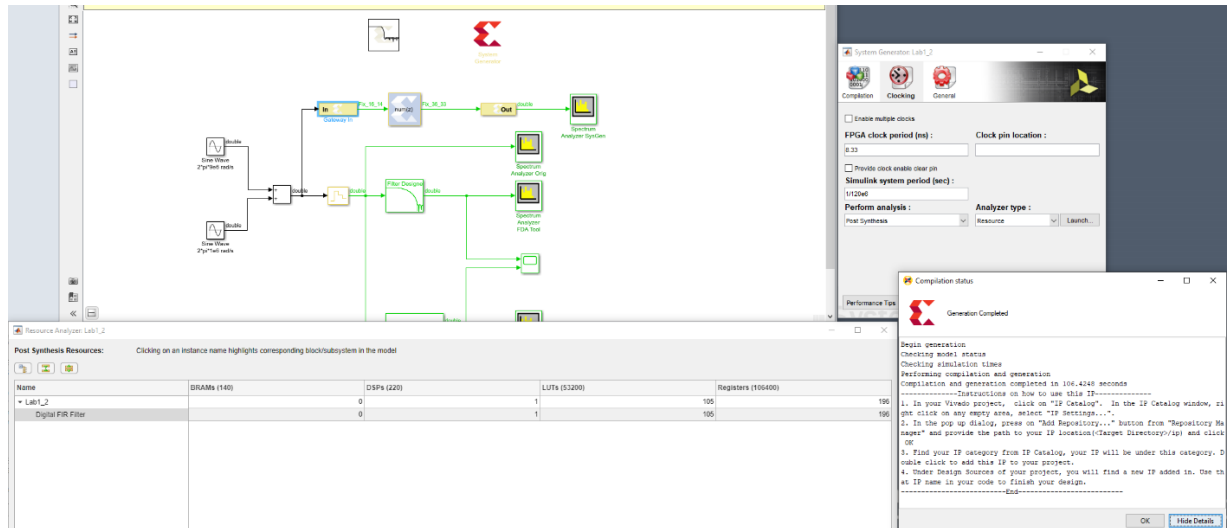 System
Generator
In
Gateway In
Fix_16_14
num(z)
Out
double
Spectrum
Analyzer SysGen
double
Sine Wave
2*pi*9e6 rad/s
Spectrum
Analyzer Orig
double
double
Filter Designer
double
Spectrum
Analyzer
FDA Tool
double
Sine Wave
2*pi*1e6 rad/s
System Generator: Lab1_2
Compilation
Clocking
General
Enable multiple clocks
FPGA clock period (ns) :
Clock pin location :
8.33
Provide clock enable clear pin
Simulink system period (sec) :
1/120e6
Perform analysis :
Analyzer type :
Post Synthesis
Resource
Launch...
Performance Tips
Compilation status
Generation Completed
Begin generation
Checking model status
Checking simulation times
Performing compilation and generation
Compilation and generation completed in 106.4248 seconds
--------------Instructions on how to use this IP--------------
1. In your Vivado project, click on "IP Catalog". In the IP Catalog window, ri
ght click on any empty area, select "IP Settings...".
2. In the pop up dialog, press on "Add Repository..." button from "Repository Ma
nager" and provide the path to your IP location(<Target Directory>/ip) and click
OK
3. Find your IP category from IP Catalog, your IP will be under this category. D
ouble click to add this IP to your project.
4. Under Design Sources of your project, you will find a new IP added in. Use th
at IP name in your code to finish your design.
--------------------------End--------------------------
OK
Hide Details
Resource Analyzer: Lab1_2
Post Synthesis Resources: Clicking on an instance name highlights corresponding block/subsystem in the model
Name BRAMs (140) DSPs (220) LUTs (53200) Registers (106400)
Lab1_2 0 1 105 196
Digital FIR Filter 0 1 105 196